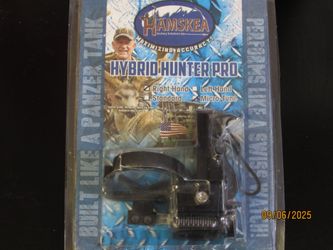 HAMSKEA
OPTIMIZING ACCURACY
HYBRID HUNTER PRO
Right Hand Left Hand
Standard Micro Tune
BUILT LIKE A PANZER TANK
PERFORMS LIKE A SWISS WATCH
09/06/2025